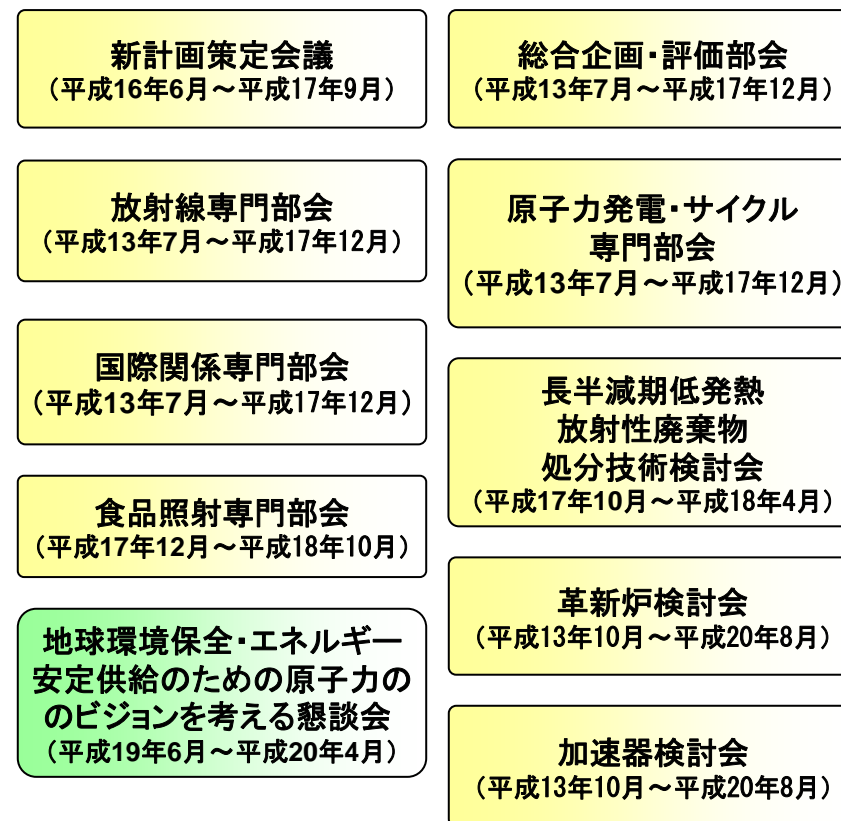 新計画策定会議
（平成16年6月～平成17年9月）
放射線専門部会
（平成13年7月～平成17年12月）
国際関係専門部会
（平成13年7月～平成17年12月）
食品照射専門部会
（平成17年12月～平成18年10月）
地球環境保全・エネルギー
安定供給のための原子力の
のビジョンを考える懇談会
（平成19年6月～平成20年4月）
総合企画・評価部会
（平成13年7月～平成17年12月）
原子力発電・サイクル
専門部会
（平成13年7月～平成17年12月）
長半減期低発熱
放射性廃棄物
処分技術検討会
（平成17年10月～平成18年4月）
革新炉検討会
（平成13年10月～平成20年8月）
加速器検討会
（平成13年10月～平成20年8月）